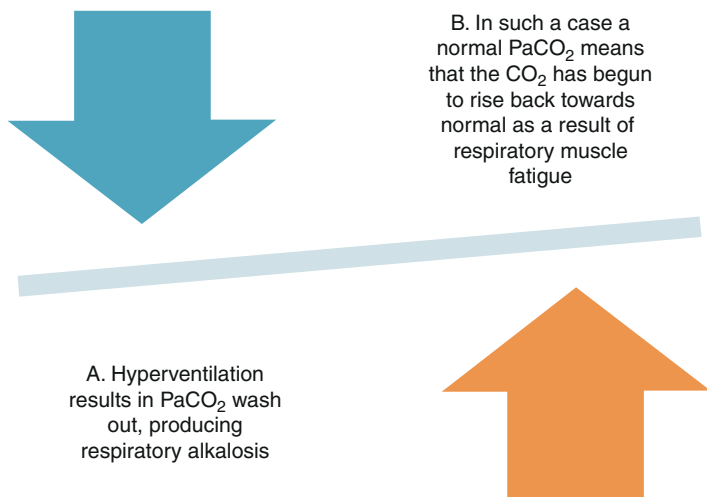 B. In such a case a
normal PaCO₂ means
that the CO₂ has begun
to rise back towards
normal as a result of
respiratory muscle
fatigue
A. Hyperventilation
results in PaCO₂ wash
out, producing
respiratory alkalosis